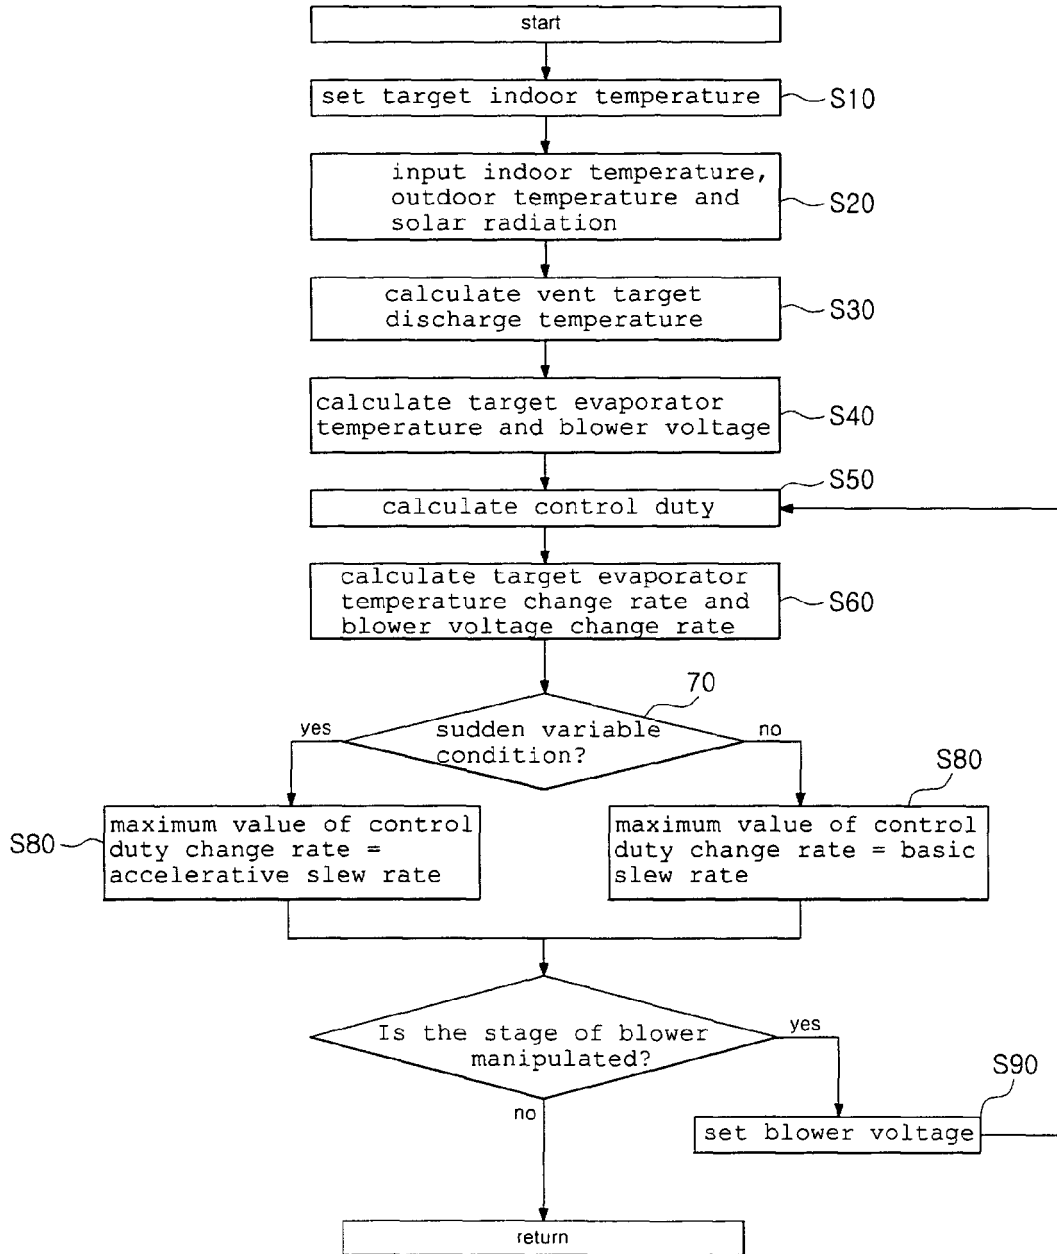 start
set target indoor temperature
S10
input indoor temperature,
outdoor temperature and
solar radiation
S20
calculate vent target
discharge temperature
S30
calculate target evaporator
temperature and blower voltage
S40
S50
calculate control duty
calculate target evaporator
temperature change rate and
blower voltage change rate
S60
70
yes
sudden variable
condition?
no
S80
S80
maximum value of control
duty change rate =
accelerative slew rate
maximum value of control
duty change rate = basic
slew rate
Is the stage of blower
manipulated?
yes
no
S90
set blower voltage
return